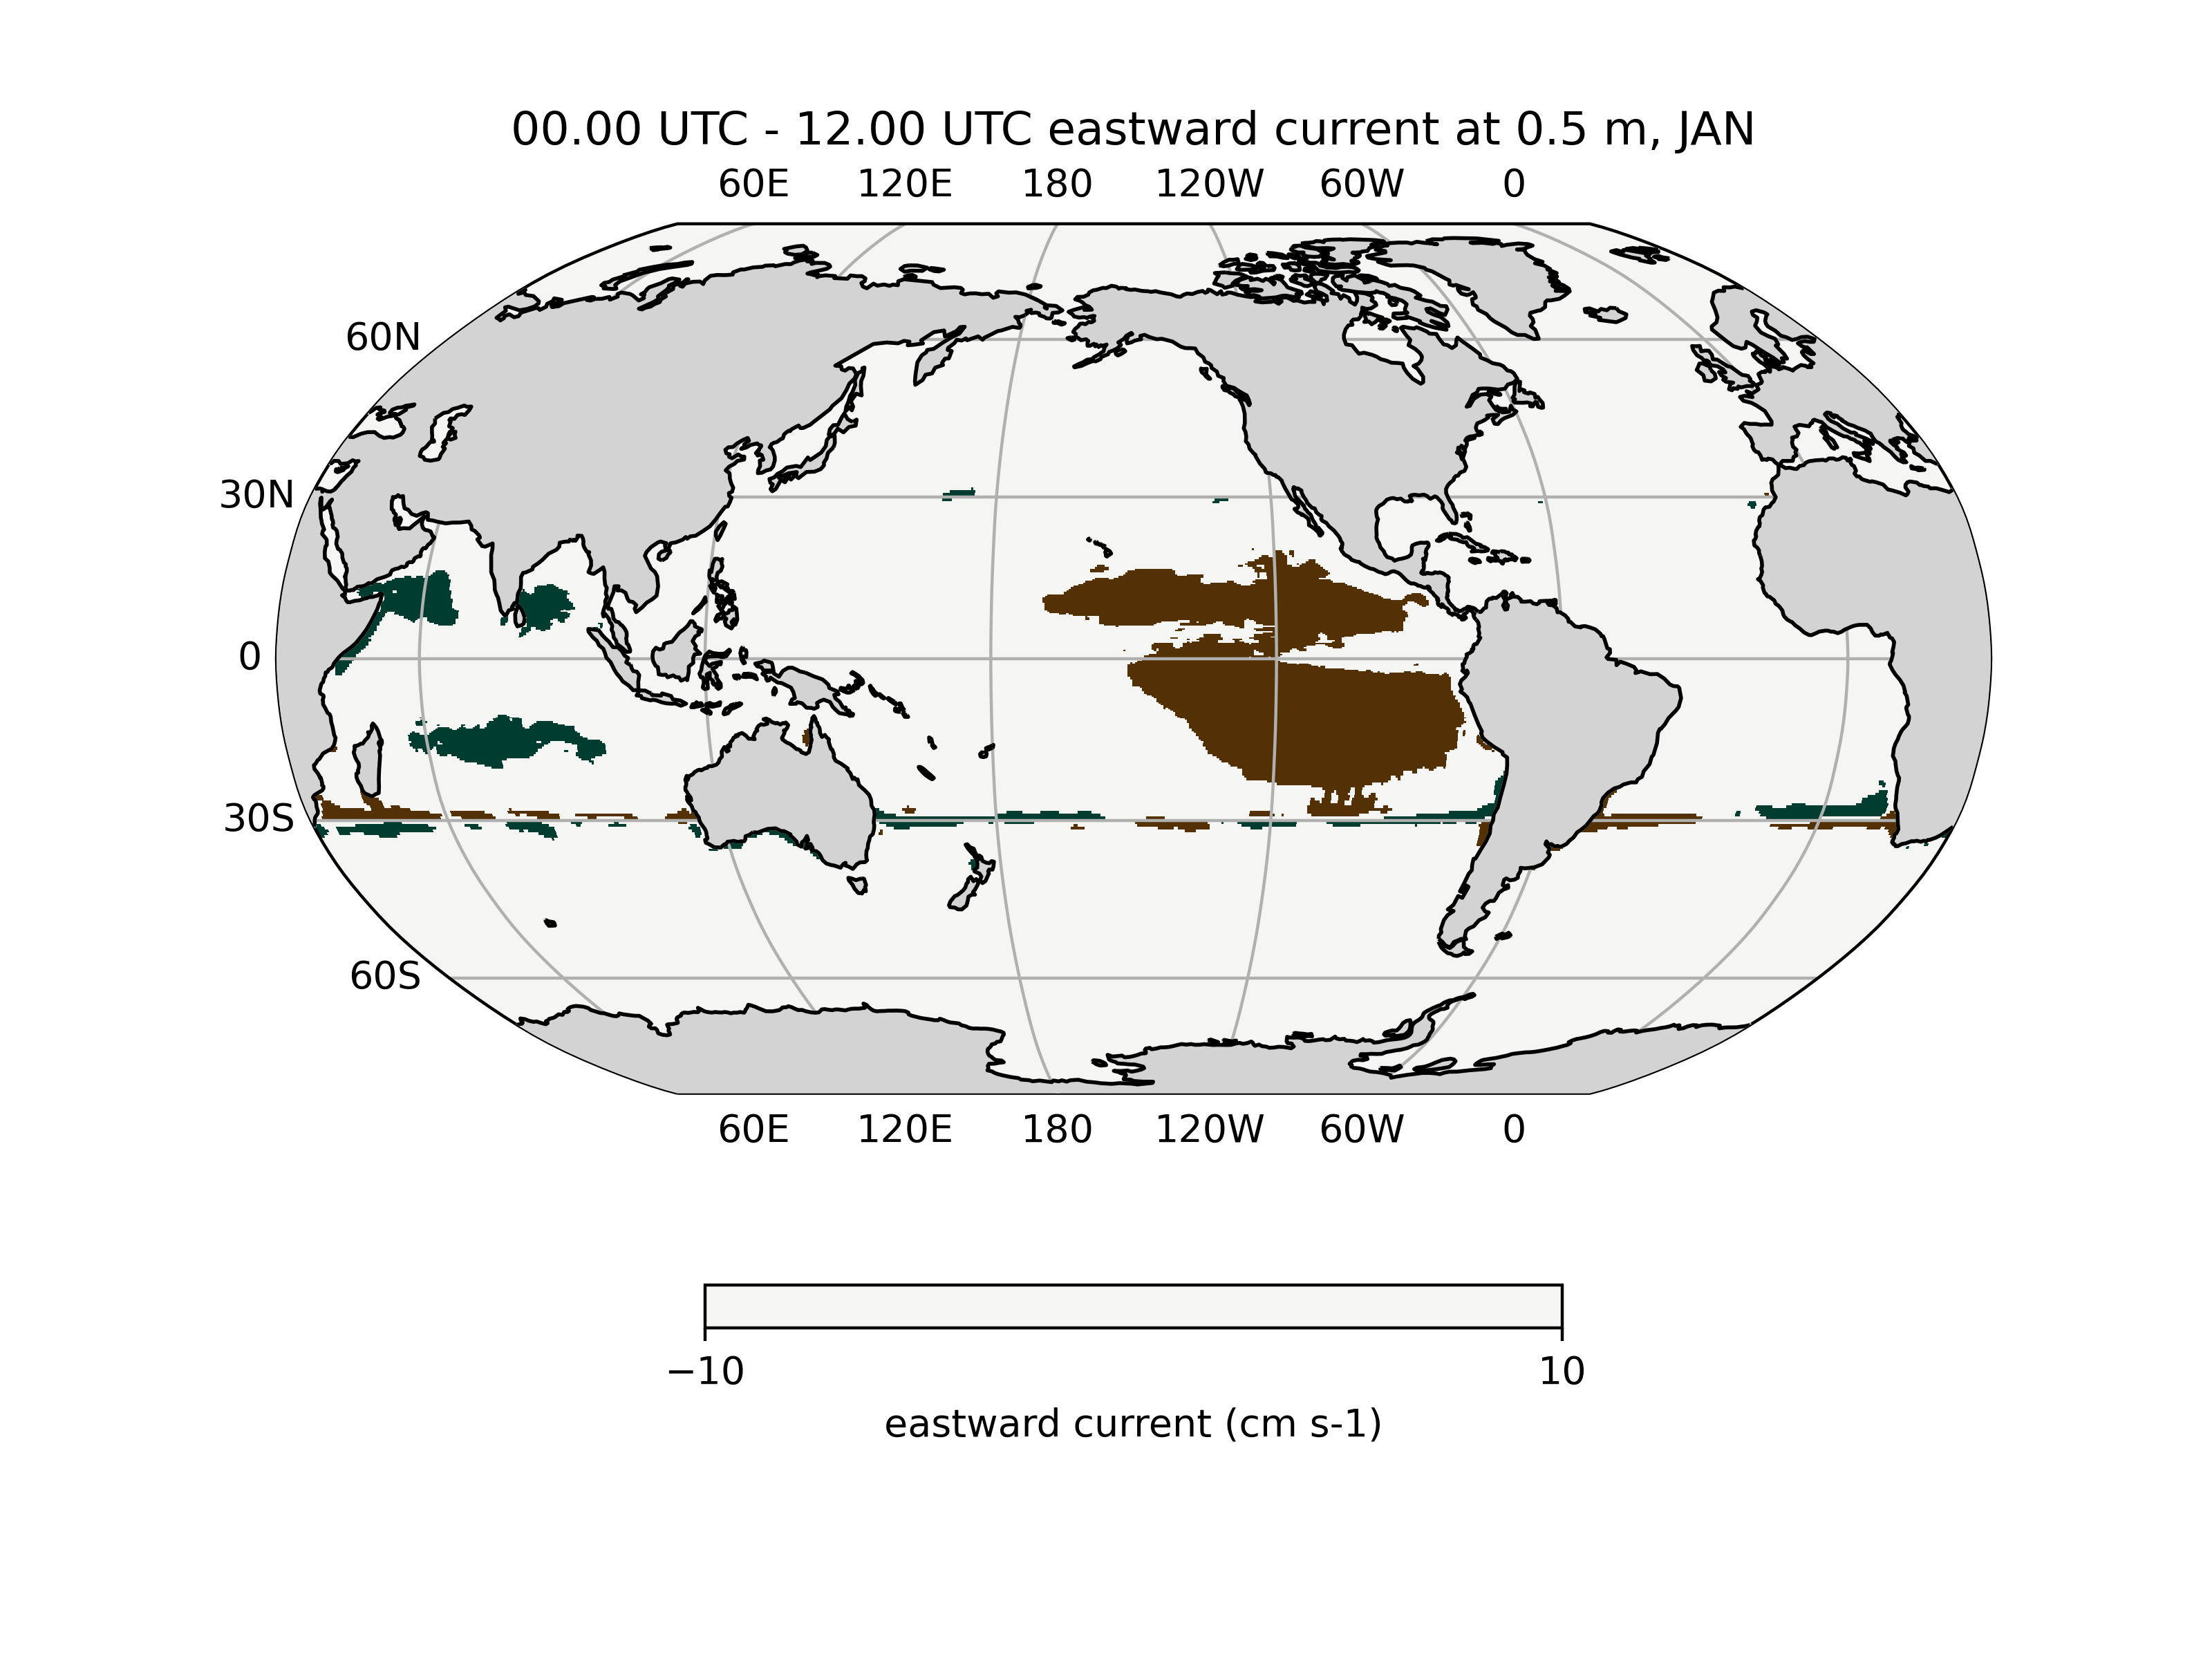 00.00 UTC - 12.00 UTC eastward current at 0.5 m, JAN
60E 120E 180 120W 60W 0
60N
30N
0
30S
60S
60E 120E 180 120W 60W 0
−10 10
eastward current (cm s-1)